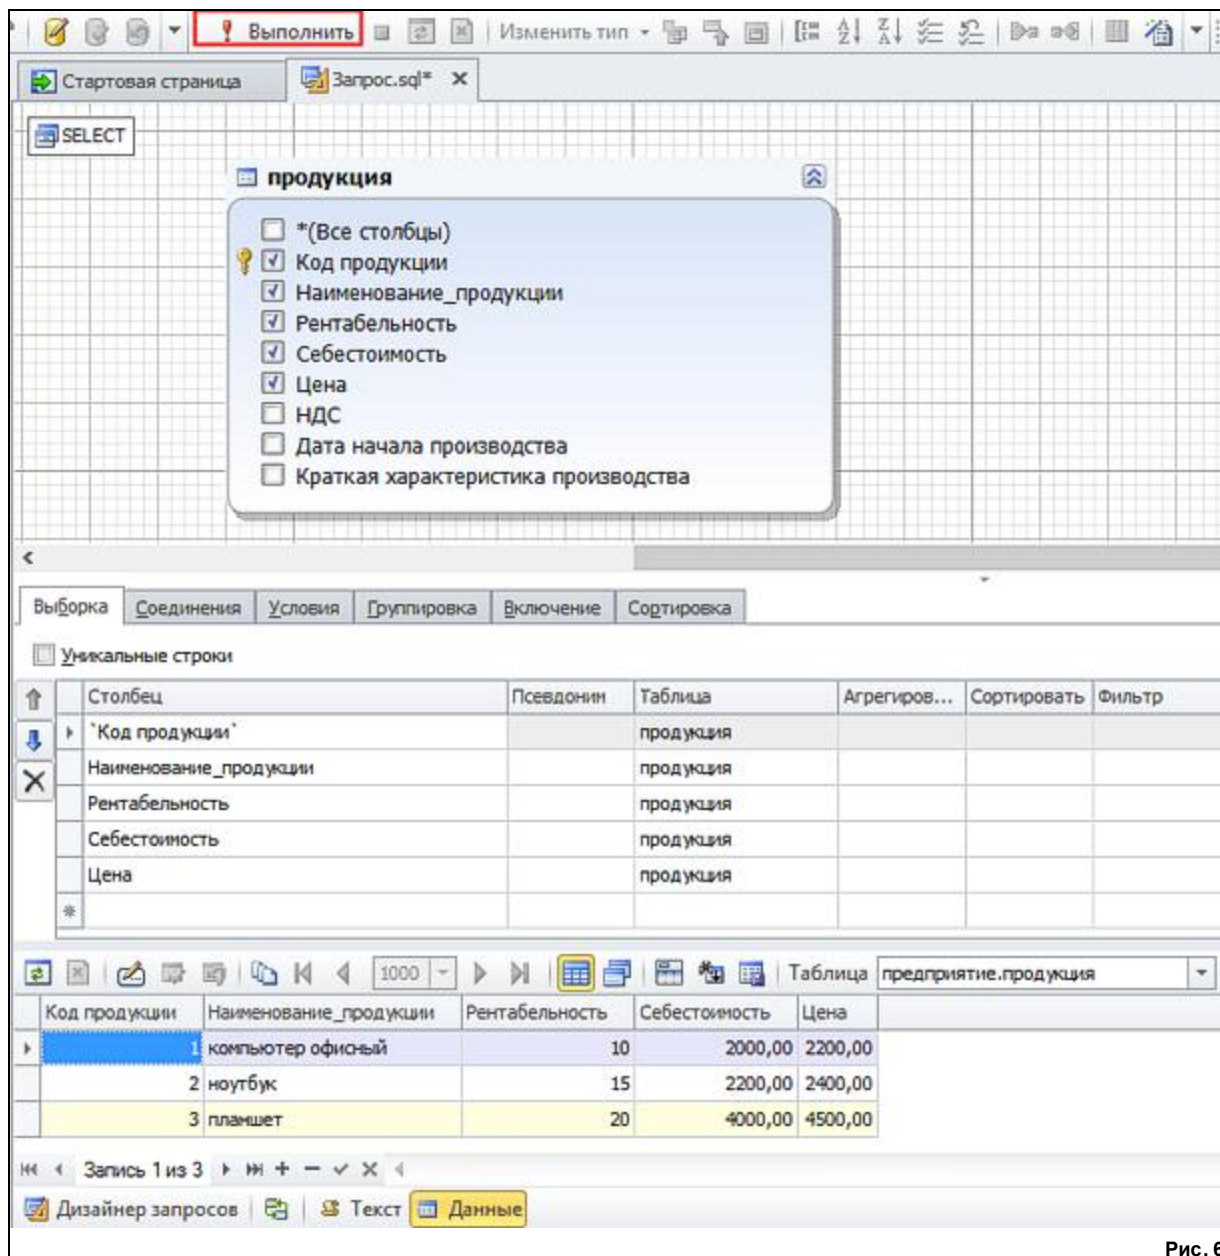 Выполнить Изменить тип
Стартовая страница Запрос.sql*
SELECT
продукция
*(Все столбцы)
Код продукции
Наименование_продукции
Рентабельность
Себестоимость
Цена
НДС
Дата начала производства
Краткая характеристика производства
Выборка Соединения Условия Группировка Включение Сортировка
Уникальные строки
Столбец Псевдоним Таблица Агрегиров... Сортировать Фильтр
`Код продукции` продукция
Наименование_продукции продукция
Рентабельность продукция
Себестоимость продукция
Цена продукция
1000 Таблица предприятие.продукция
Код продукции Наименование_продукции Рентабельность Себестоимость Цена
1 компьютер офисный 10 2000,00 2200,00
2 ноутбук 15 2200,00 2400,00
3 планшет 20 4000,00 4500,00
Запись 1 из 3
Дизайнер запросов Текст Данные
Рис. 6